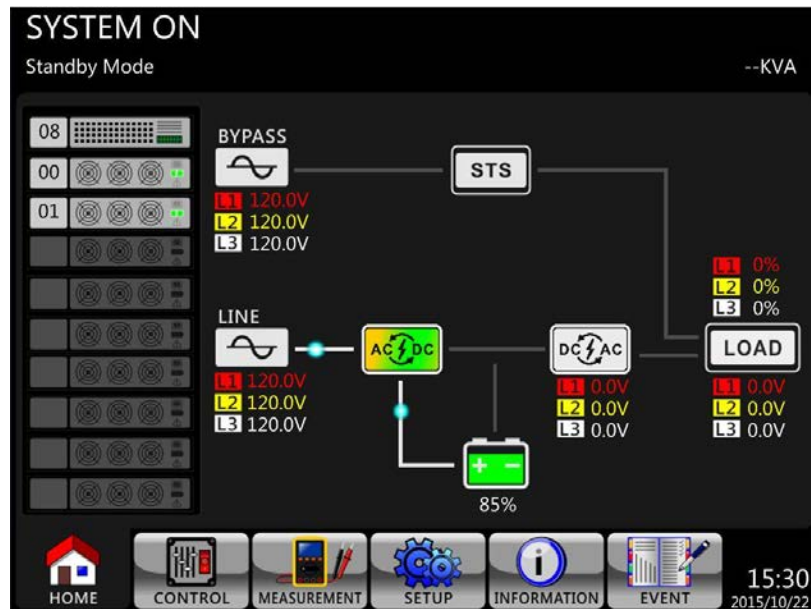 SYSTEM ON
Standby Mode
--KVA
08
00
01
BYPASS
L1 120.0V
L2 120.0V
L3 120.0V
STS
LINE
L1 120.0V
L2 120.0V
L3 120.0V
AC DC
DC AC
L1 0.0V
L2 0.0V
L3 0.0V
L1 0%
L2 0%
L3 0%
LOAD
L1 0.0V
L2 0.0V
L3 0.0V
+ -
85%
HOME
CONTROL
MEASUREMENT
SETUP
INFORMATION
EVENT
15:30
2015/10/22